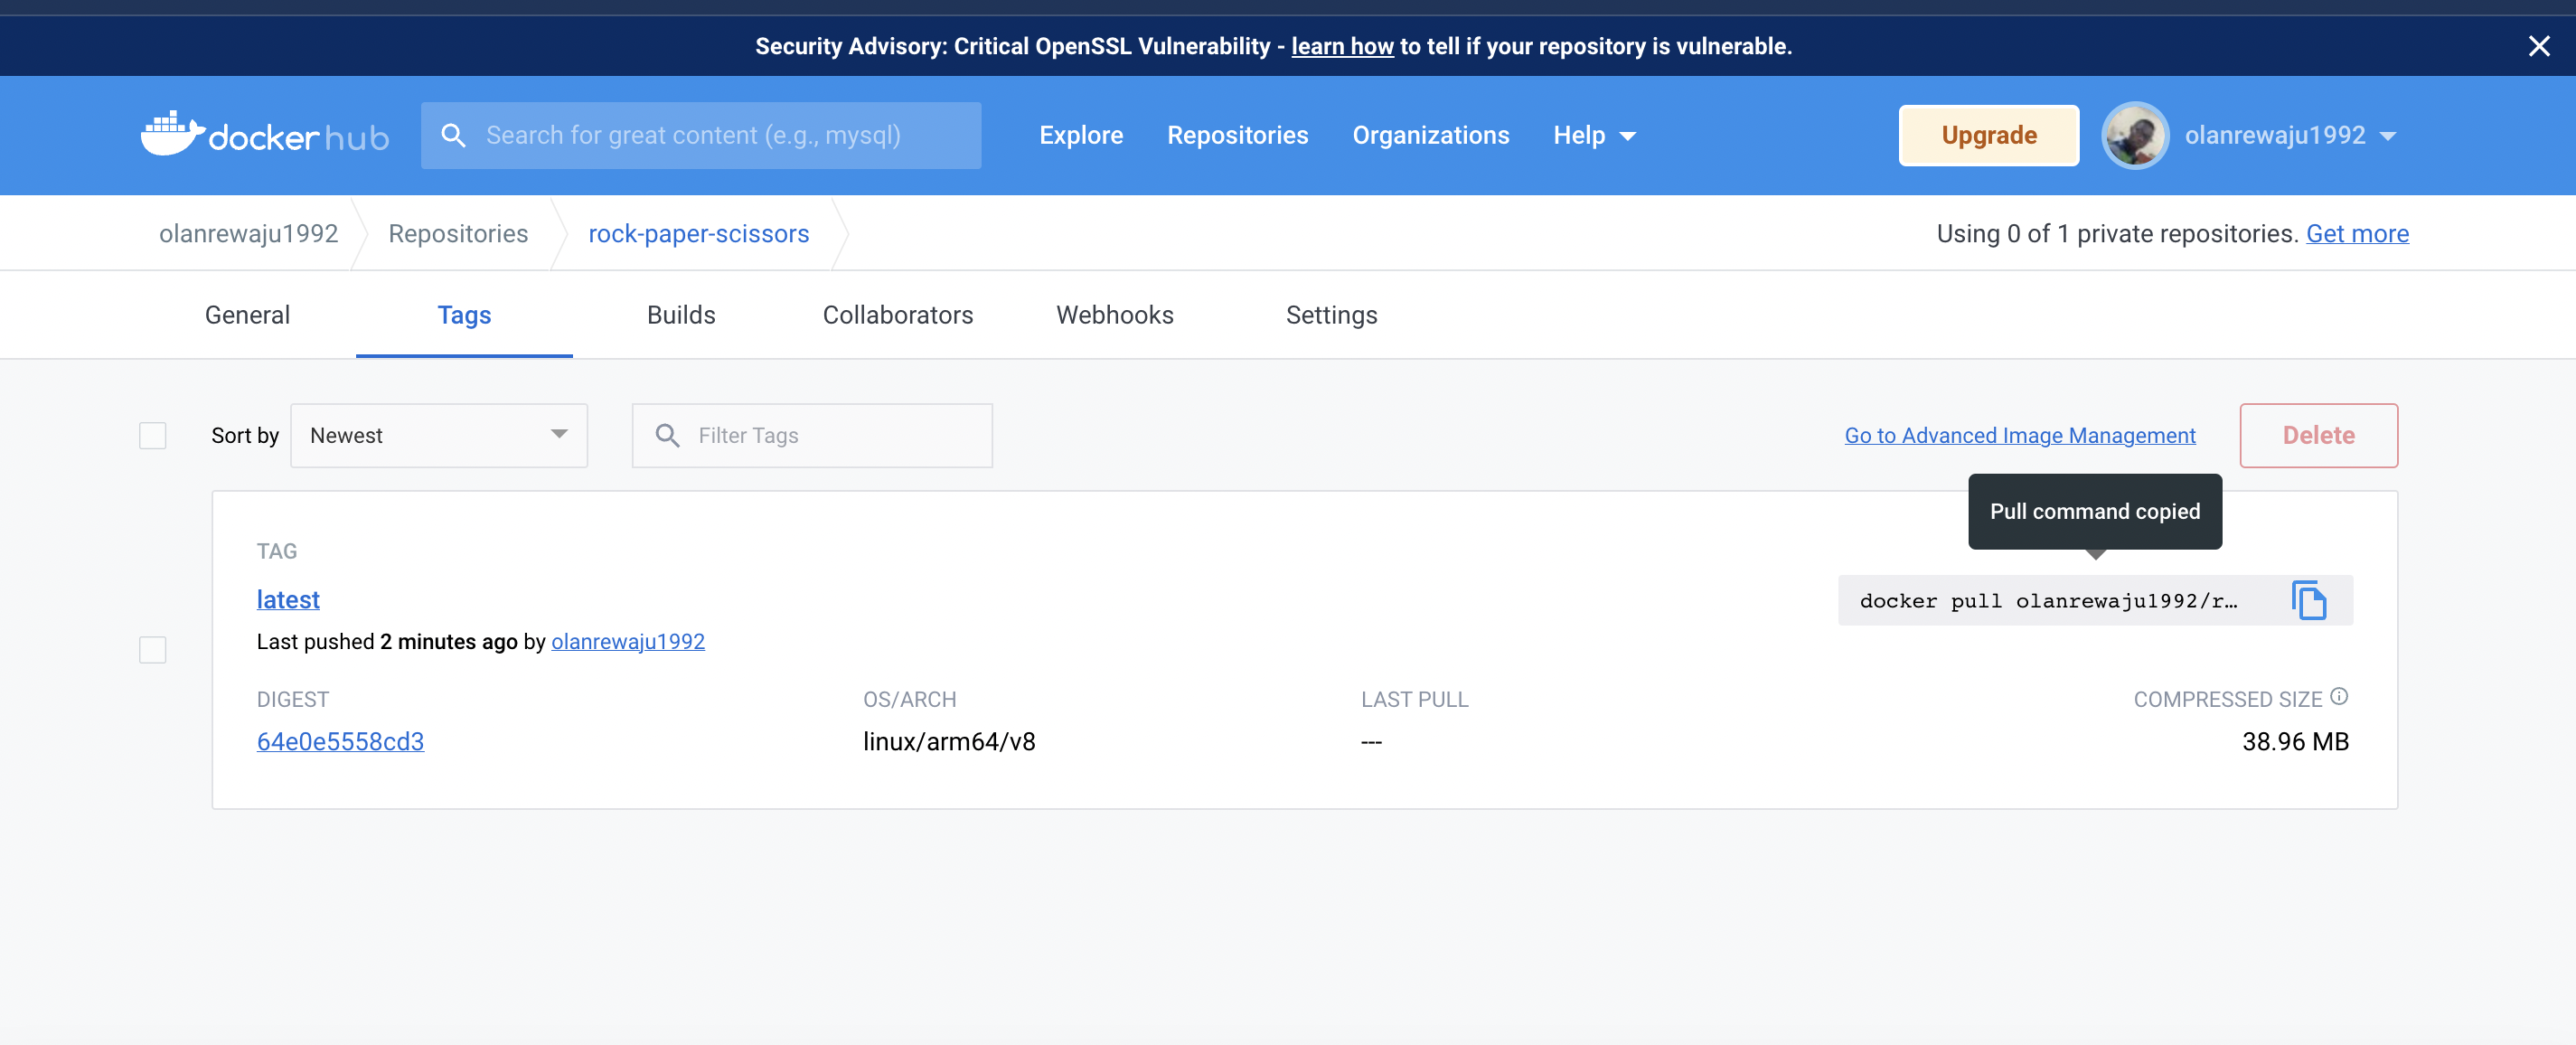 Security Advisory: Critical OpenSSL Vulnerability - learn how to tell if your repository is vulnerable.
dockerhub
Search for great content (e.g., mysql)
Explore
Repositories
Organizations
Help
Upgrade
olanrewaju1992
olanrewaju1992
Repositories
rock-paper-scissors
Using 0 of 1 private repositories. Get more
General
Tags
Builds
Collaborators
Webhooks
Settings
Sort by
Newest
Filter Tags
Go to Advanced Image Management
Delete
Pull command copied
TAG
latest
docker pull olanrewaju1992/r…
Last pushed 2 minutes ago by olanrewaju1992
DIGEST
OS/ARCH
LAST PULL
COMPRESSED SIZE
64e0e5558cd3
linux/arm64/v8
---
38.96 MB